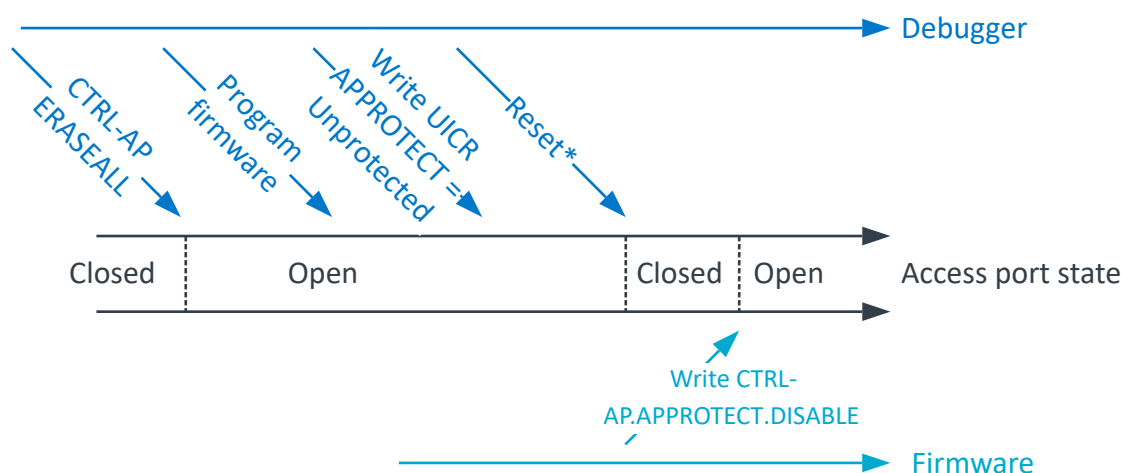 Debugger
CTRL-AP
ERASEALL
Program
firmware
Write UICR
APPROTECT =
Unprotected
Reset*
Closed
Open
Closed
Open
Access port state
Write CTRL-
AP.APPROTECT.DISABLE
Firmware